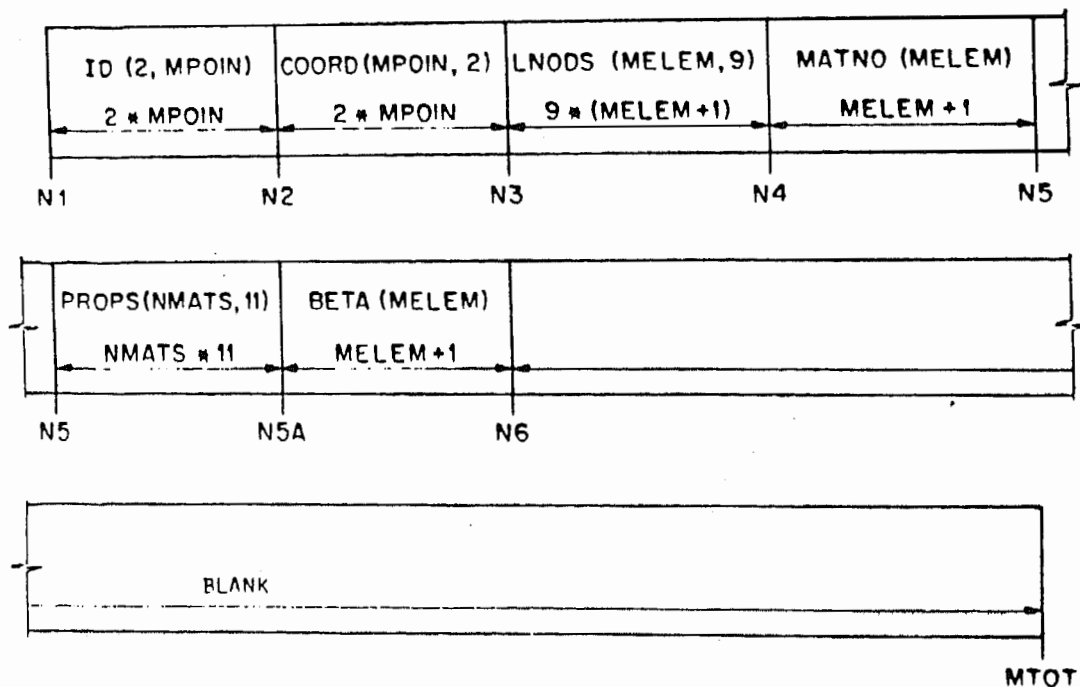 ID (2, MPOIN) COORD (MPOIN, 2) LNODS (MELEM, 9) MATNO (MELEM)
2 * MPOIN 2 * MPOIN 9 * (MELEM +1) MELEM +1
N1 N2 N3 N4 N5
PROPS (NMATS, 11) BETA (MELEM)
NMATS * 11 MELEM +1
N5 N5A N6
BLANK
MTOT